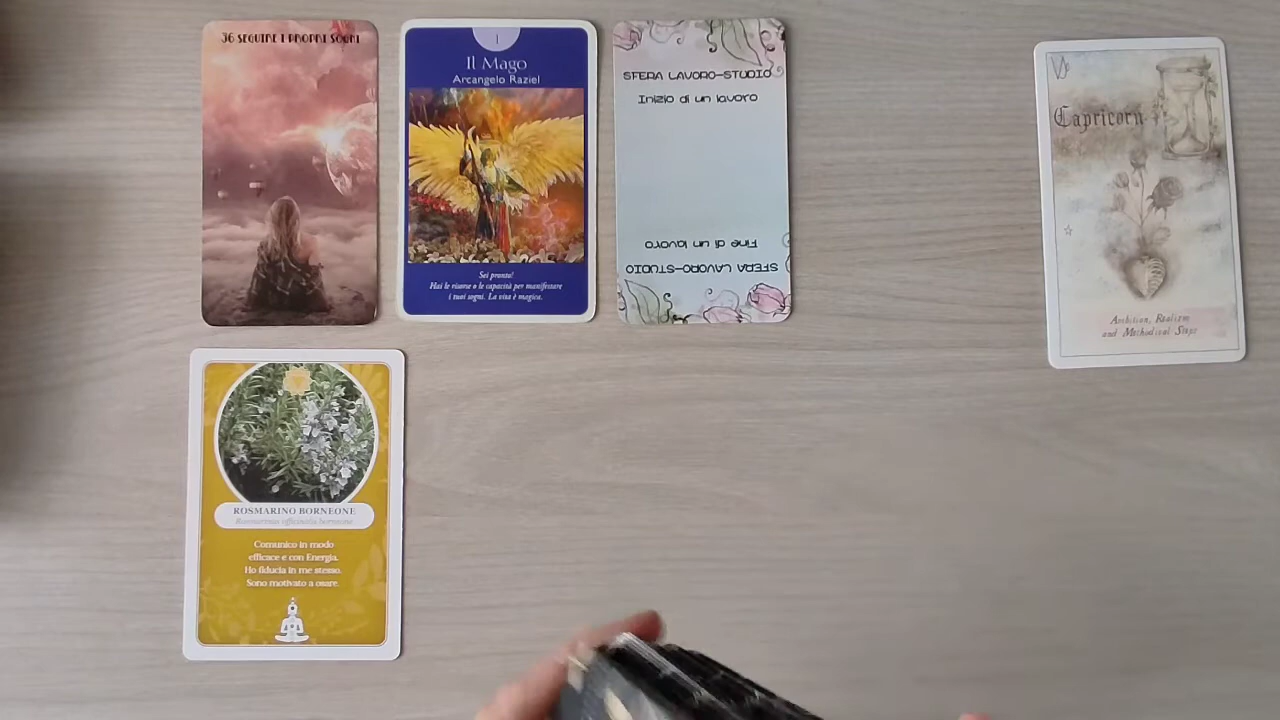 36 SEGUIRE I PROPRI SOGNI
I
Il Mago
Arcangelo Raziel
Sei pronto!
Hai le risorse e le capacità per manifestare
i tuoi sogni. La vita è magica.
SFERA LAVORO-STUDIO
Inizio di un lavoro
Fine di un lavoro
SFERA LAVORO-STUDIO
Capricorn
Ambition, Realism
and Methodical Steps
ROSMARINO BORNEONE
Rosmarinus officinalis borneone
Comunico in modo
efficace e con Energia.
Ho fiducia in me stesso.
Sono motivato a osare.